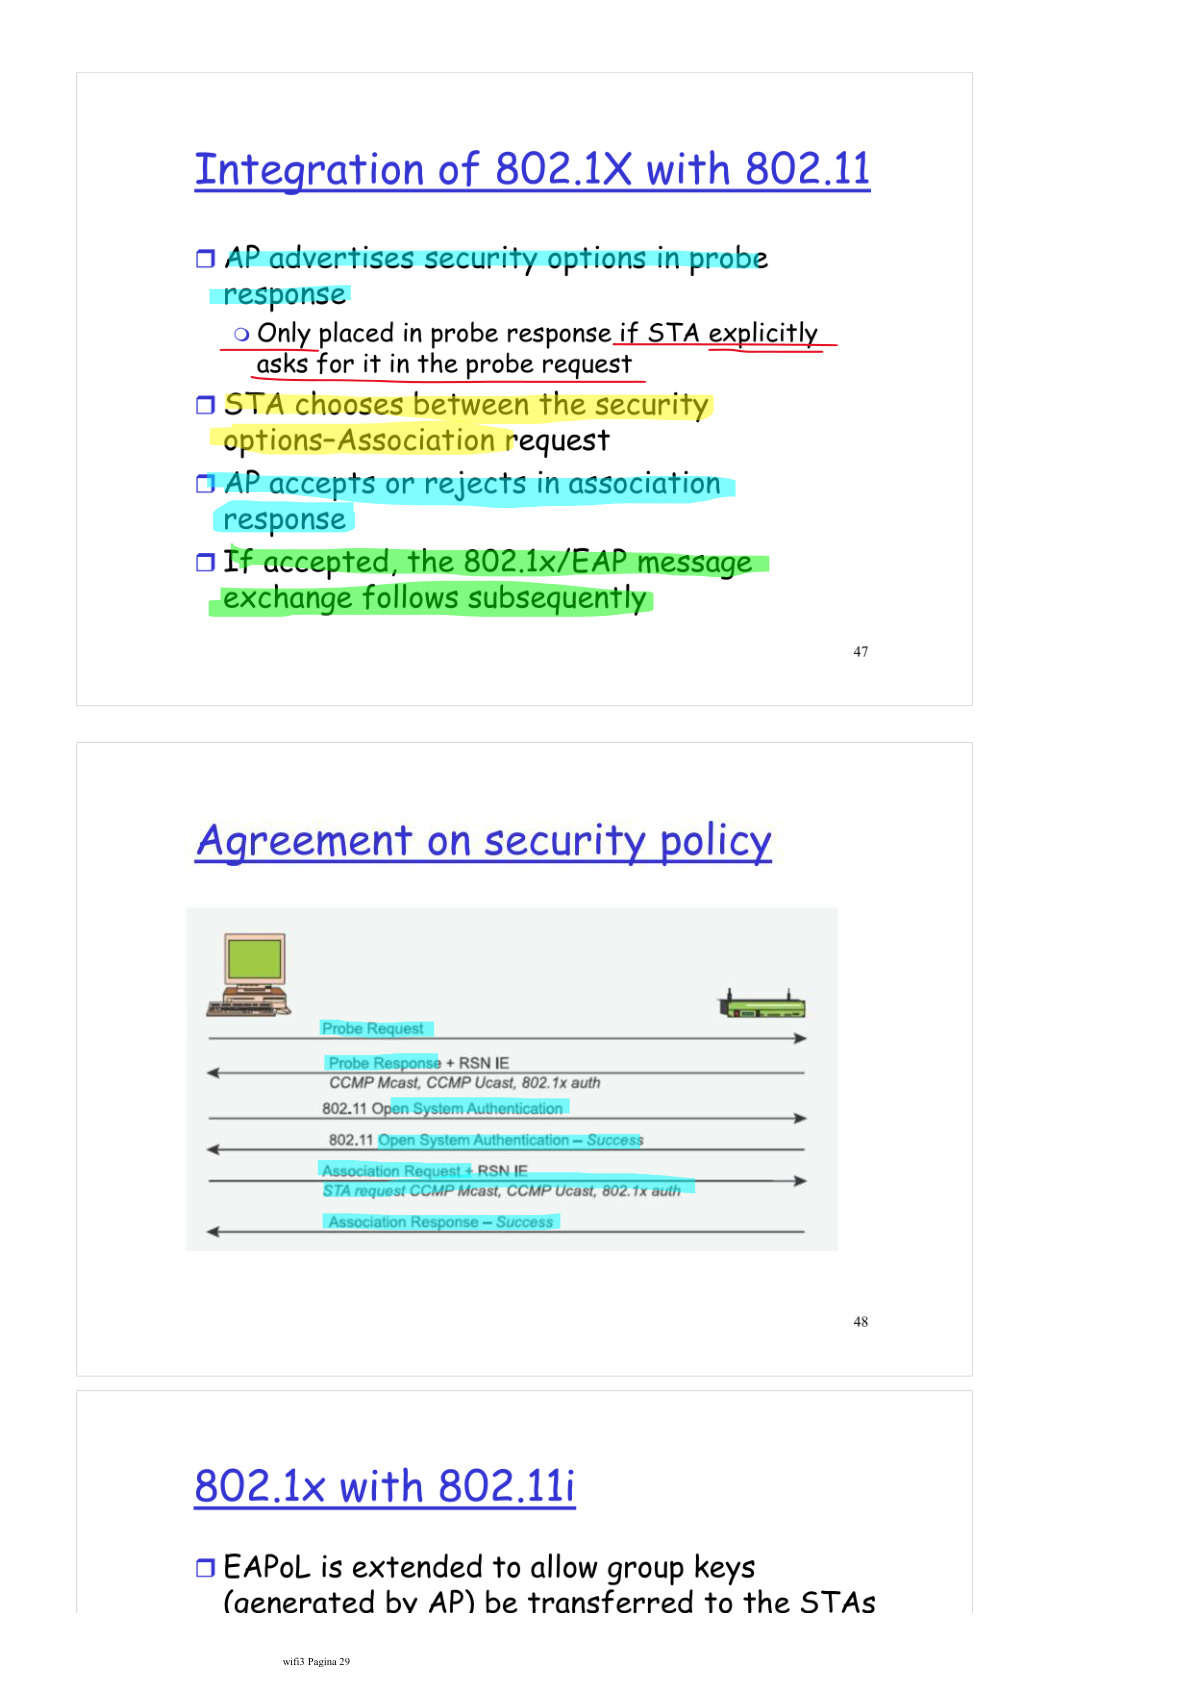 Integration of 802.1X with 802.11
AP advertises security options in probe
response
Only placed in probe response if STA explicitly
asks for it in the probe request
STA chooses between the security
options–Association request
AP accepts or rejects in association
response
If accepted, the 802.1x/EAP message
exchange follows subsequently
47
Agreement on security policy
Probe Request
Probe Response + RSN IE
CCMP Mcast, CCMP Ucast, 802.1x auth
802.11 Open System Authentication
802.11 Open System Authentication – Success
Association Request + RSN IE
STA request CCMP Mcast, CCMP Ucast, 802.1x auth
Association Response – Success
48
802.1x with 802.11i
EAPoL is extended to allow group keys
(generated by AP) be transferred to the STAs
wifi3 Pagina 29